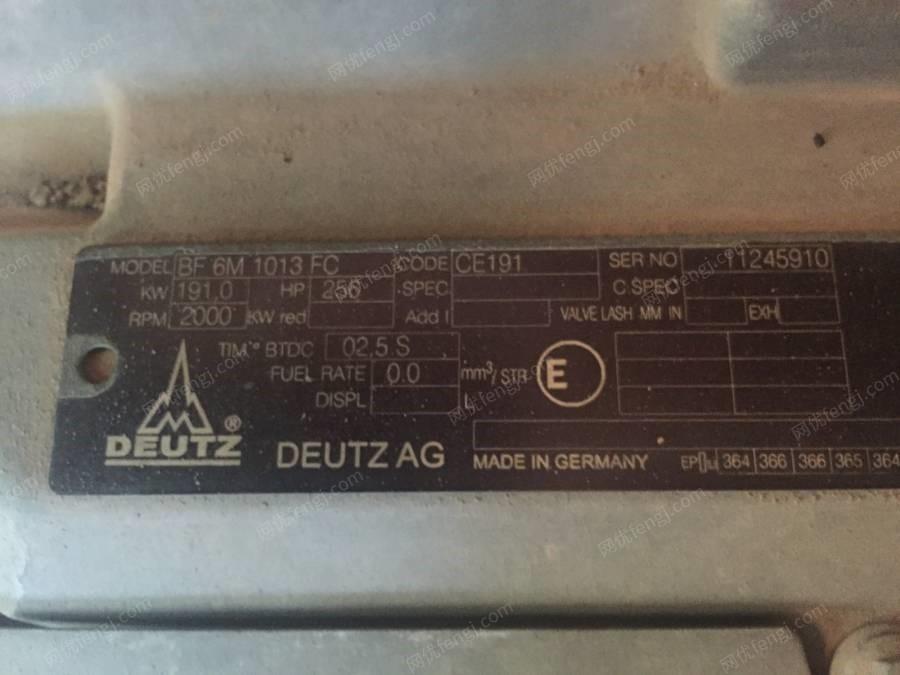 MODEL BF 6M 1013 FC CODE CE191 SER NO 11245910
KW 191,0 HP 256 SPEC C.SPEC
RPM 2000 KW red Add I VALVE LASH MM IN EXH
TIM ° BTDC 02,5 S
FUEL RATE 0.0 mm³/STR E
DISPL L
DEUTZ ® DEUTZ AG MADE IN GERMANY EP 364 366 366 365 364
网优fengj.com